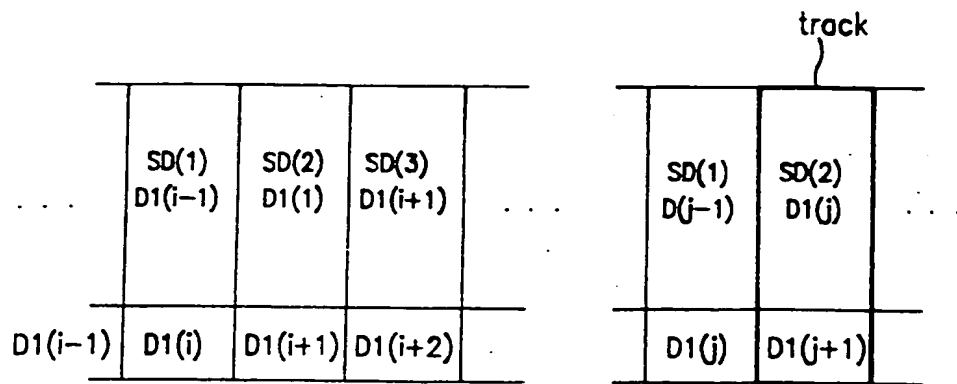 track
SD(1) SD(2) SD(3) SD(1) SD(2)
D1(i-1) D1(1) D1(i+1) D(j-1) D1(j)
. . . . . . . . .
D1(i-1) D1(i) D1(i+1) D1(i+2) D1(j) D1(j+1)